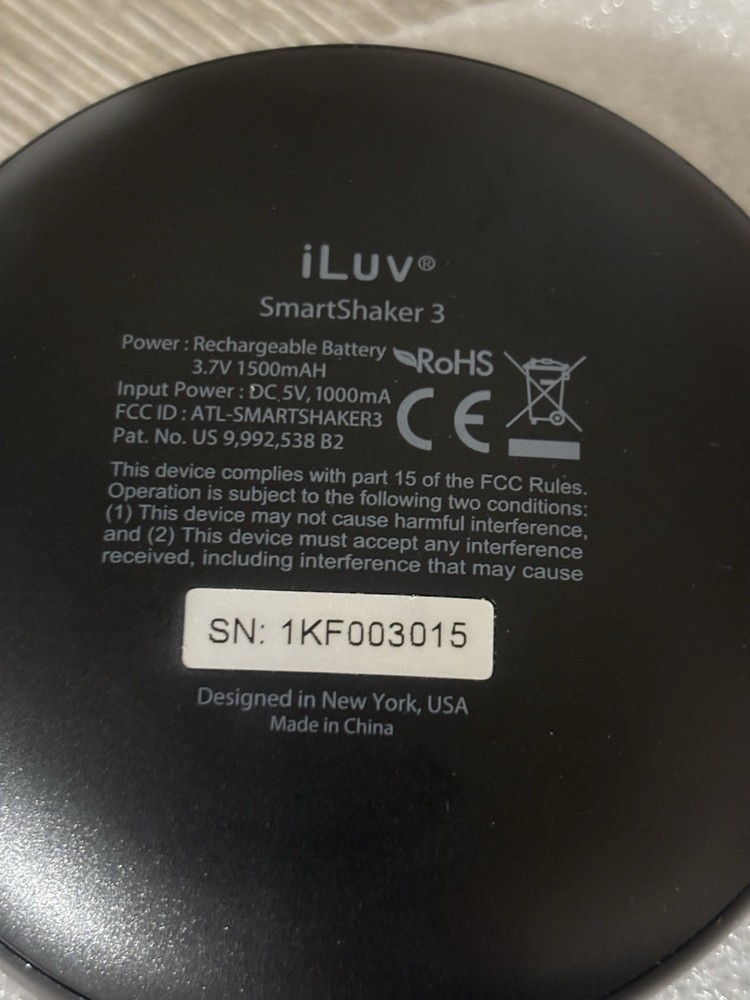 iLuv®
SmartShaker 3
Power : Rechargeable Battery
3.7V 1500mAH
Input Power : DC 5V, 1000mA
FCC ID : ATL-SMARTSHAKER3
Pat. No. US 9,992,538 B2
RoHS
CE
This device complies with part 15 of the FCC Rules.
Operation is subject to the following two conditions:
(1) This device may not cause harmful interference,
and (2) This device must accept any interference
received, including interference that may cause
SN: 1KF003015
Designed in New York, USA
Made in China